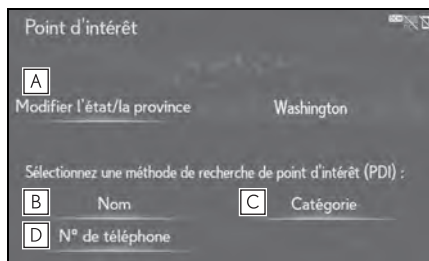 Point d'intérêt
A
Modifier l'état/la province Washington
Sélectionnez une méthode de recherche de point d'intérêt (PDI) :
B Nom C Catégorie
D N° de téléphone